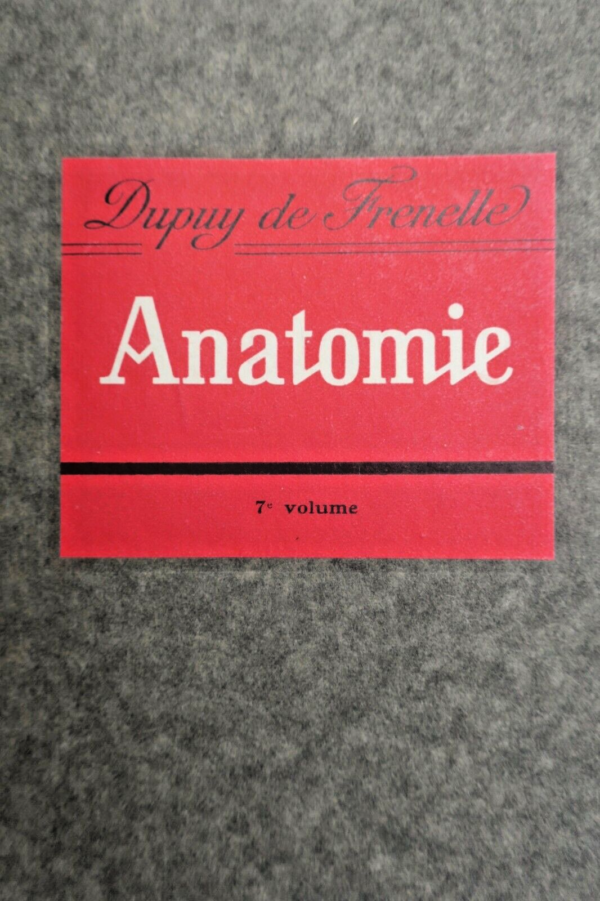 Dupuy de Frenelle
Anatomie
7ᵉ volume